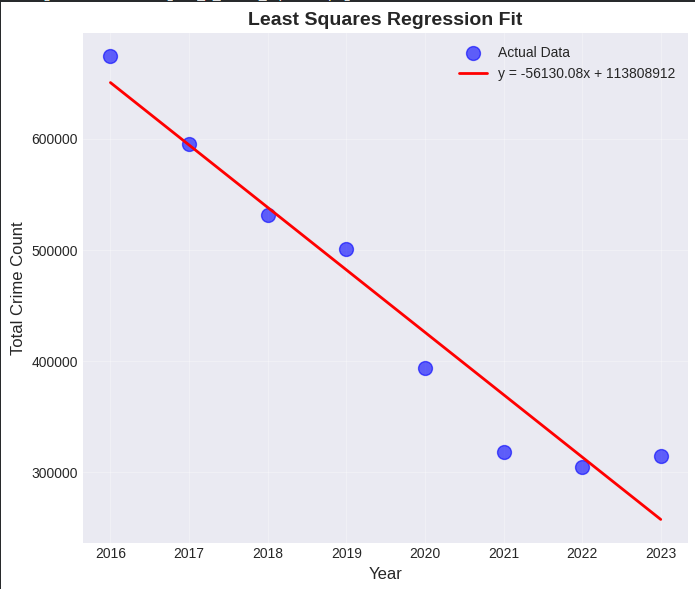 Least Squares Regression Fit
Actual Data
y = -56130.08x + 113808912
600000
500000
400000
300000
Total Crime Count
2016 2017 2018 2019 2020 2021 2022 2023
Year